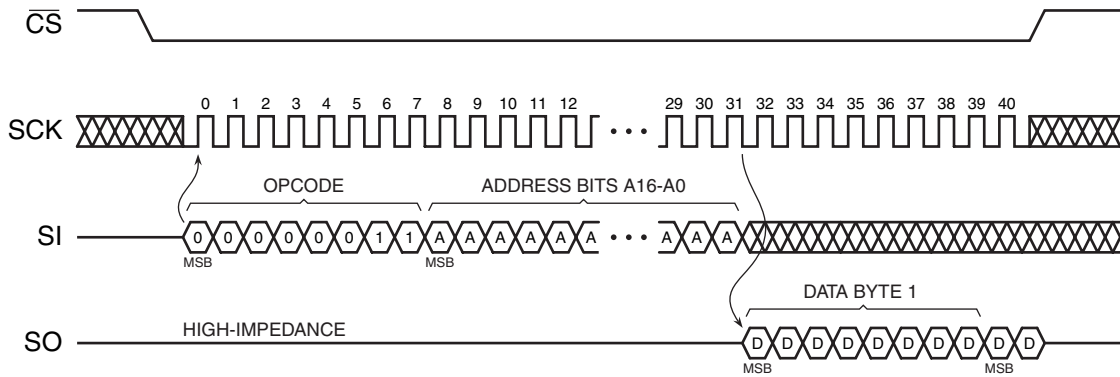 CS
0 1 2 3 4 5 6 7 8 9 10 11 12 29 30 31 32 33 34 35 36 37 38 39 40
SCK
OPCODE ADDRESS BITS A16-A0
SI 0 0 0 0 0 0 1 1 A A A A A A A A A
MSB MSB
DATA BYTE 1
HIGH-IMPEDANCE
SO D D D D D D D D D D
MSB MSB